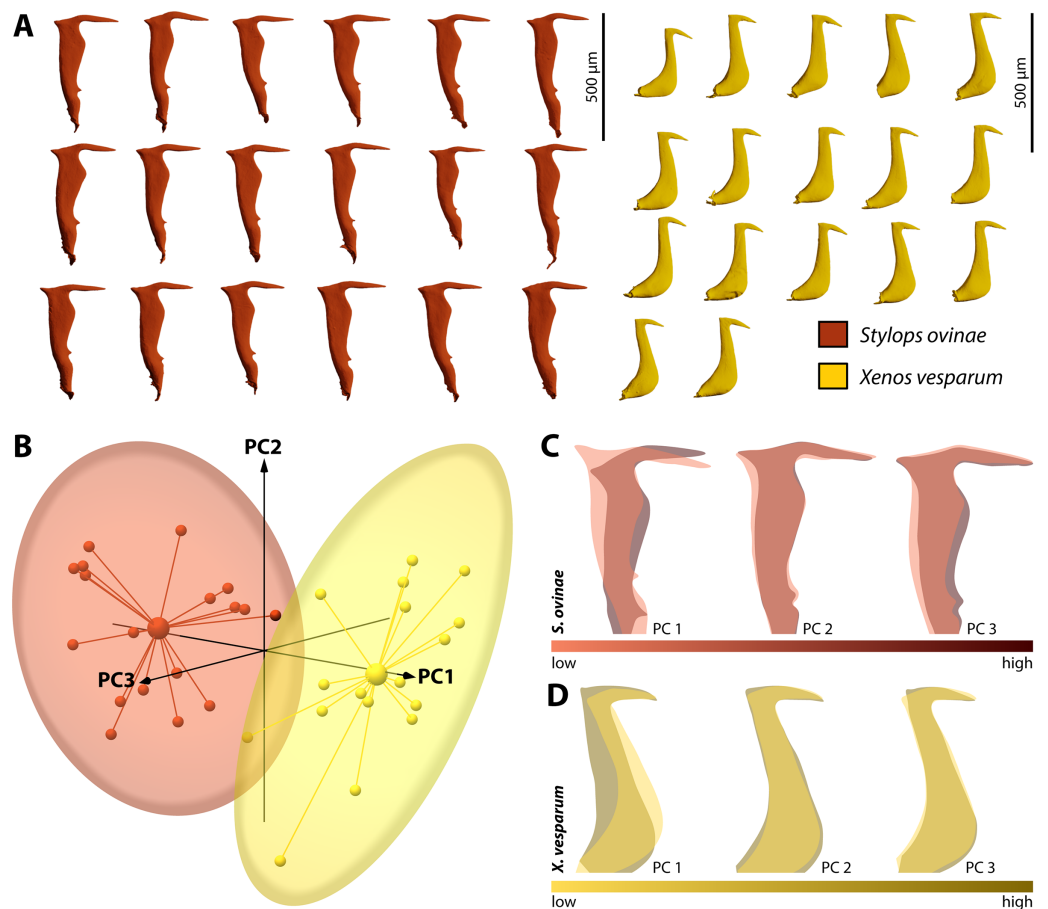 A
500 µm
500 µm
Stylops ovinae
Xenos vesparum
B
PC2
PC3
PC1
C
S. ovinae
PC 1
PC 2
PC 3
low
high
D
X. vesparum
PC 1
PC 2
PC 3
low
high